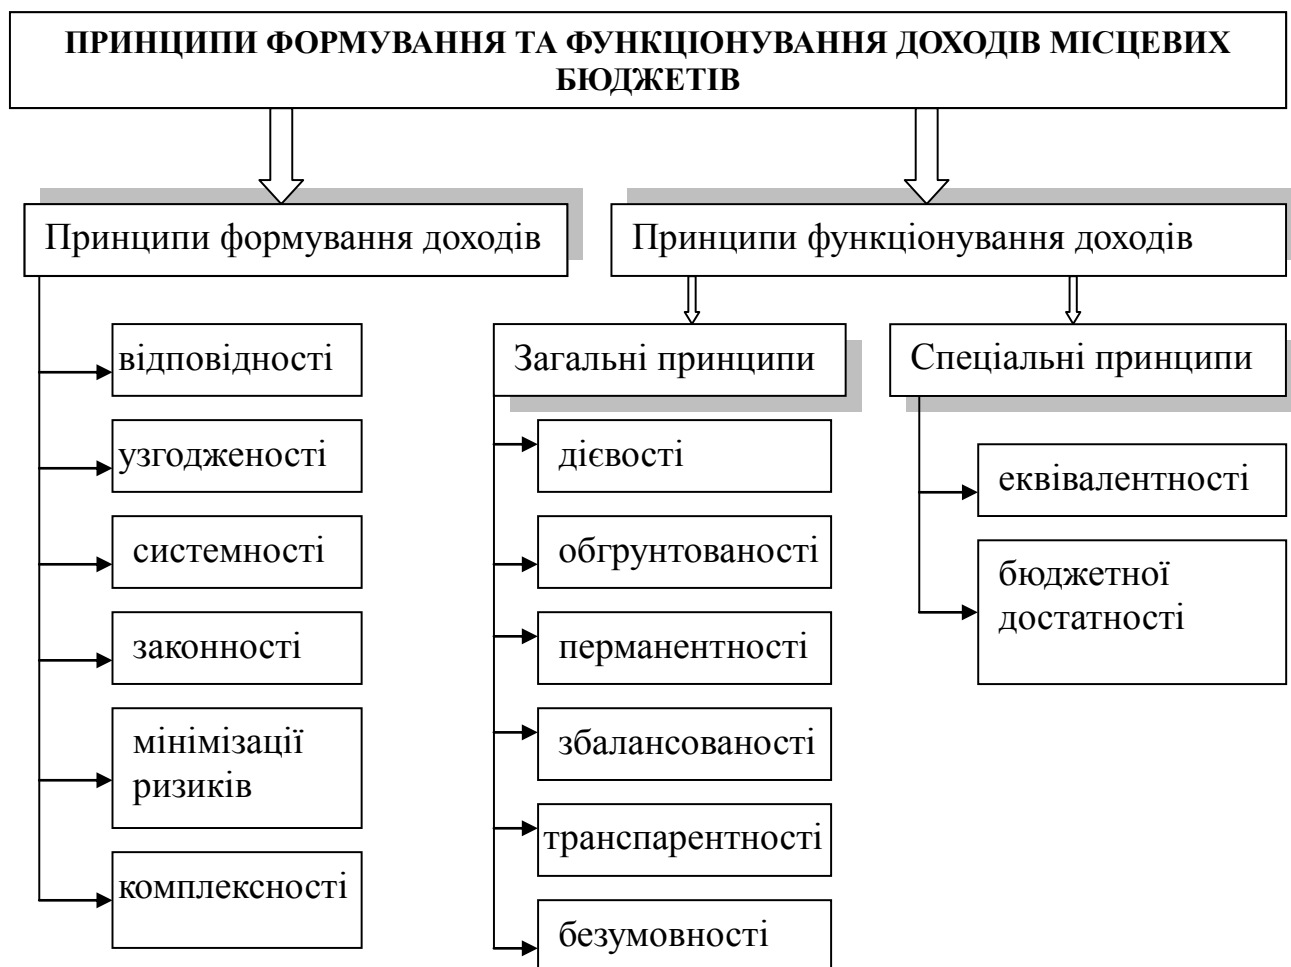 ПРИНЦИПИ ФОРМУВАННЯ ТА ФУНКЦІОНУВАННЯ ДОХОДІВ МІСЦЕВИХ
БЮДЖЕТІВ
Принципи формування доходів
відповідності
узгодженості
системності
законності
мінімізації
ризиків
комплексності
Принципи функціонування доходів
Загальні принципи
дієвості
обгрунтованості
перманентності
збалансованості
транспарентності
безумовності
Спеціальні принципи
еквівалентності
бюджетної
достатності